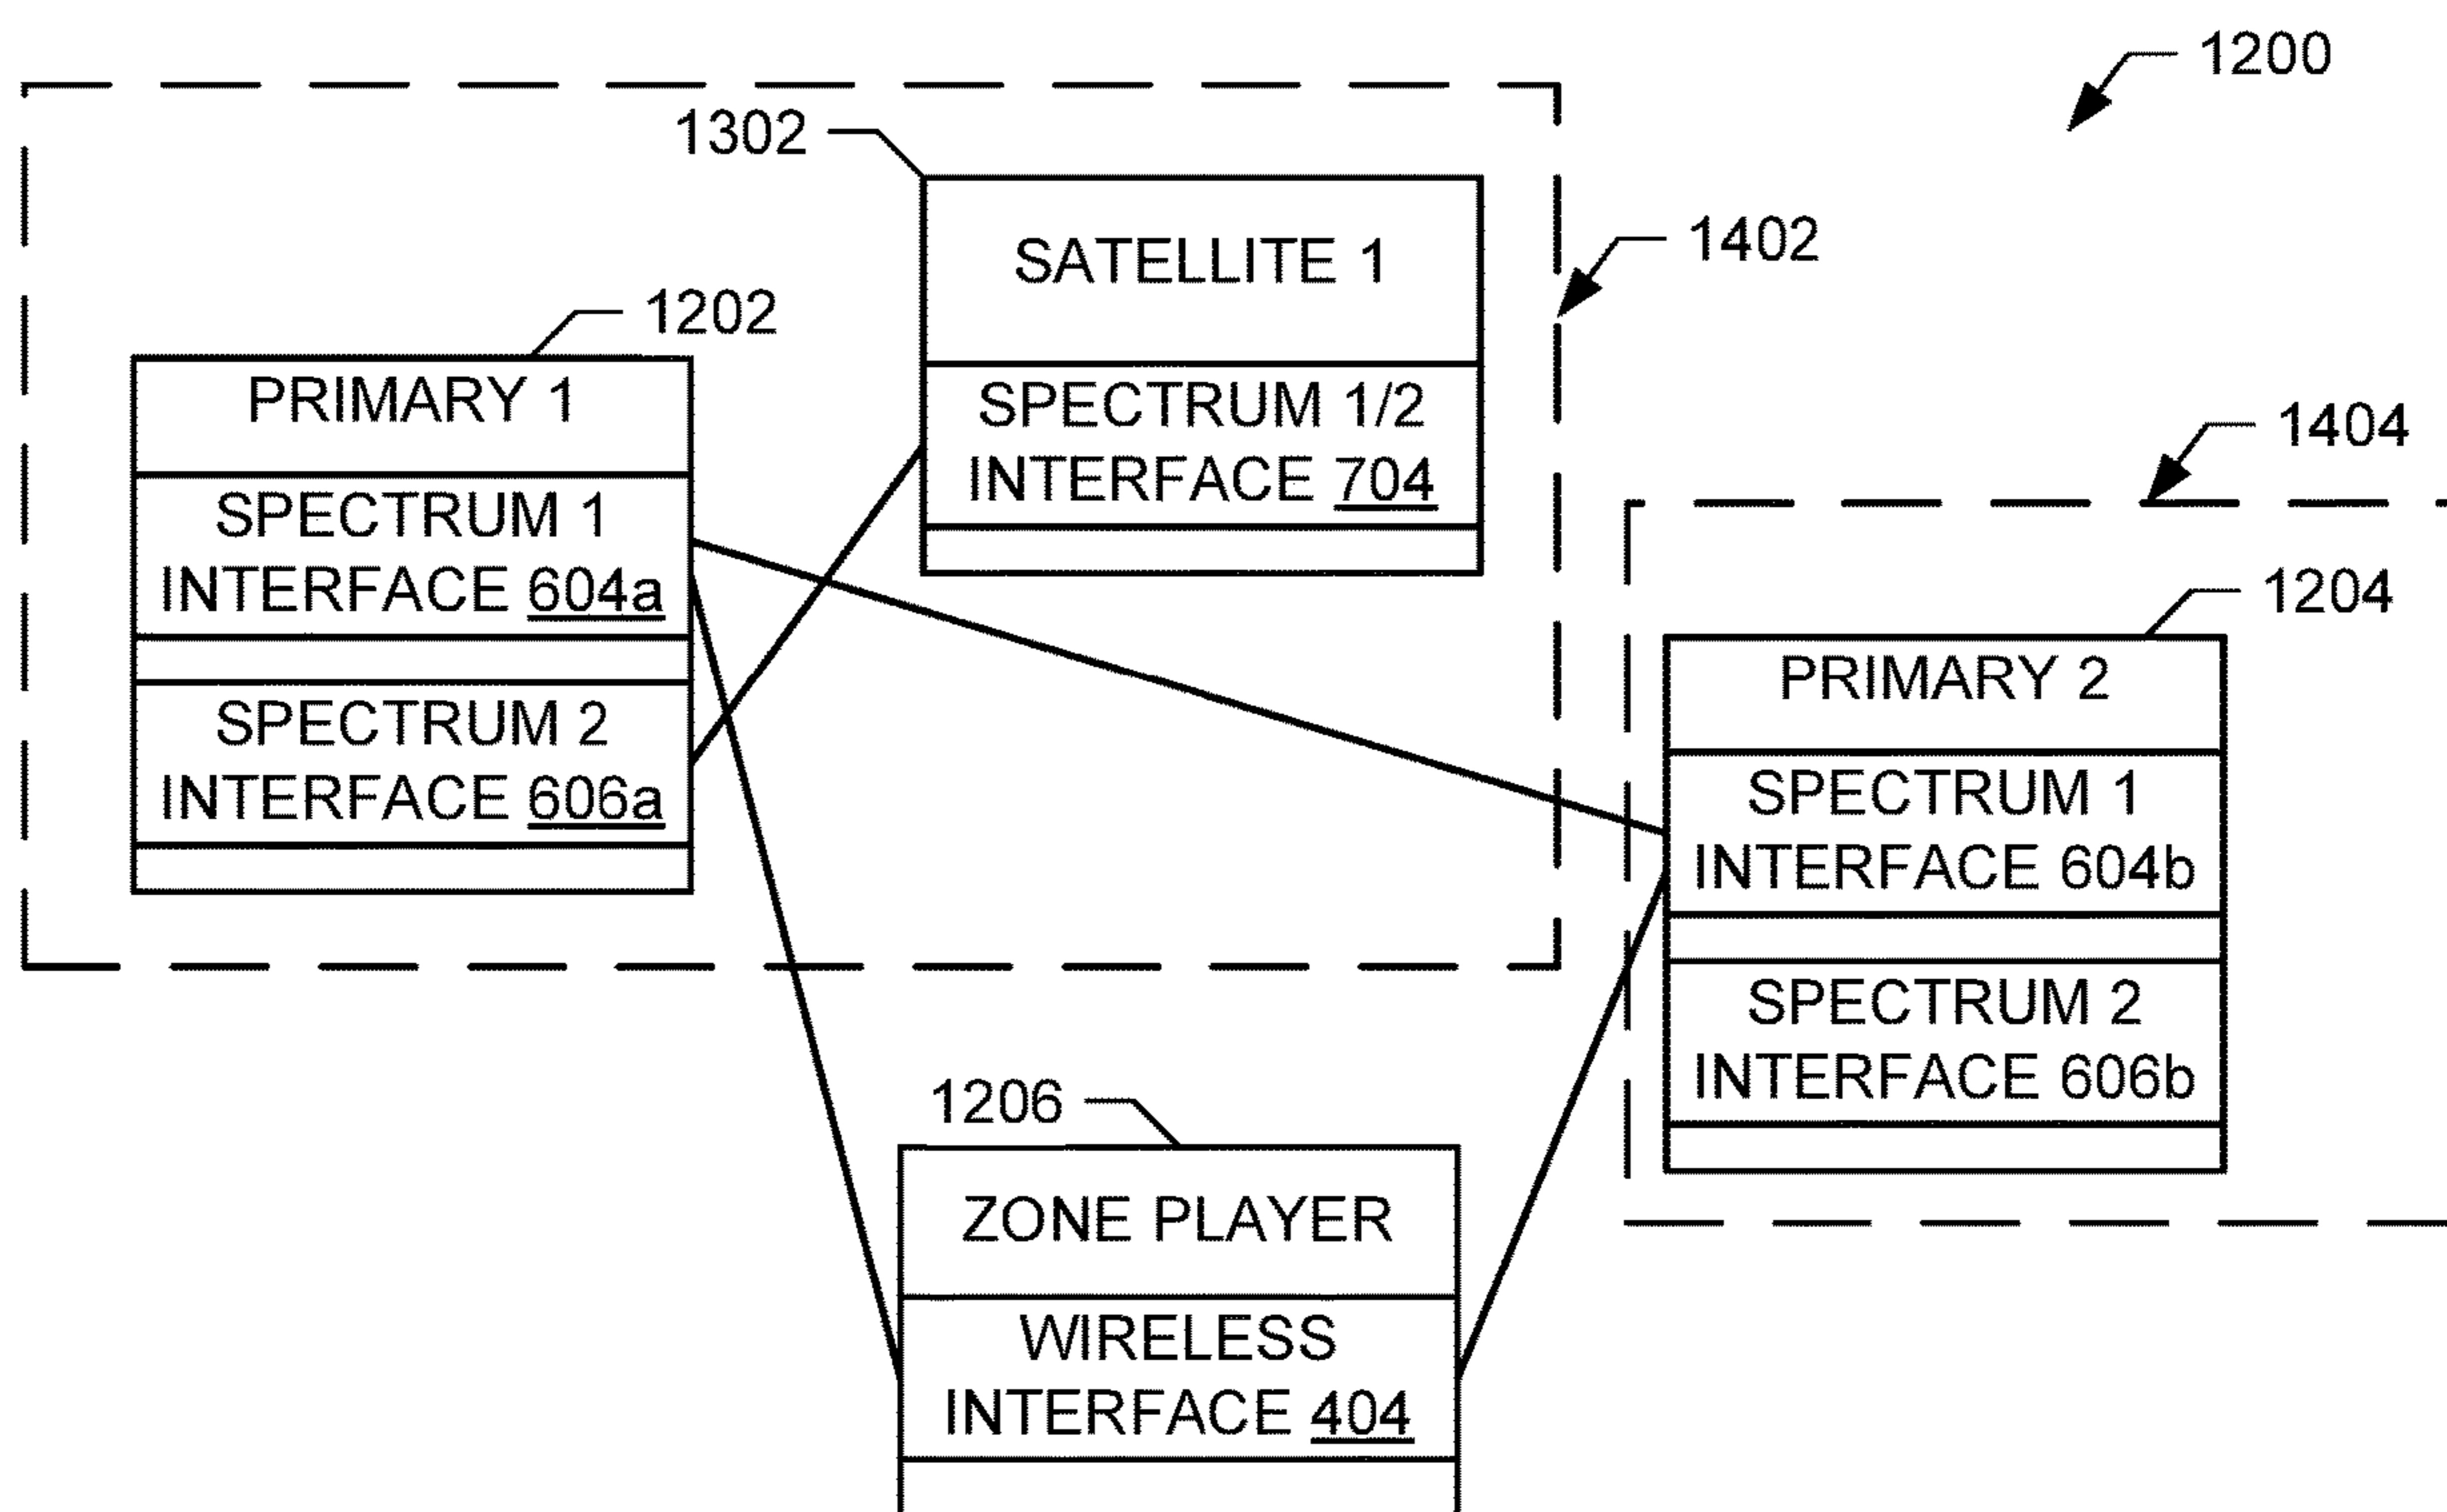 1200
1302
SATELLITE 1
SPECTRUM 1/2
INTERFACE 704
1402
1202
PRIMARY 1
SPECTRUM 1
INTERFACE 604a
SPECTRUM 2
INTERFACE 606a
1404
1204
PRIMARY 2
SPECTRUM 1
INTERFACE 604b
SPECTRUM 2
INTERFACE 606b
1206
ZONE PLAYER
WIRELESS
INTERFACE 404